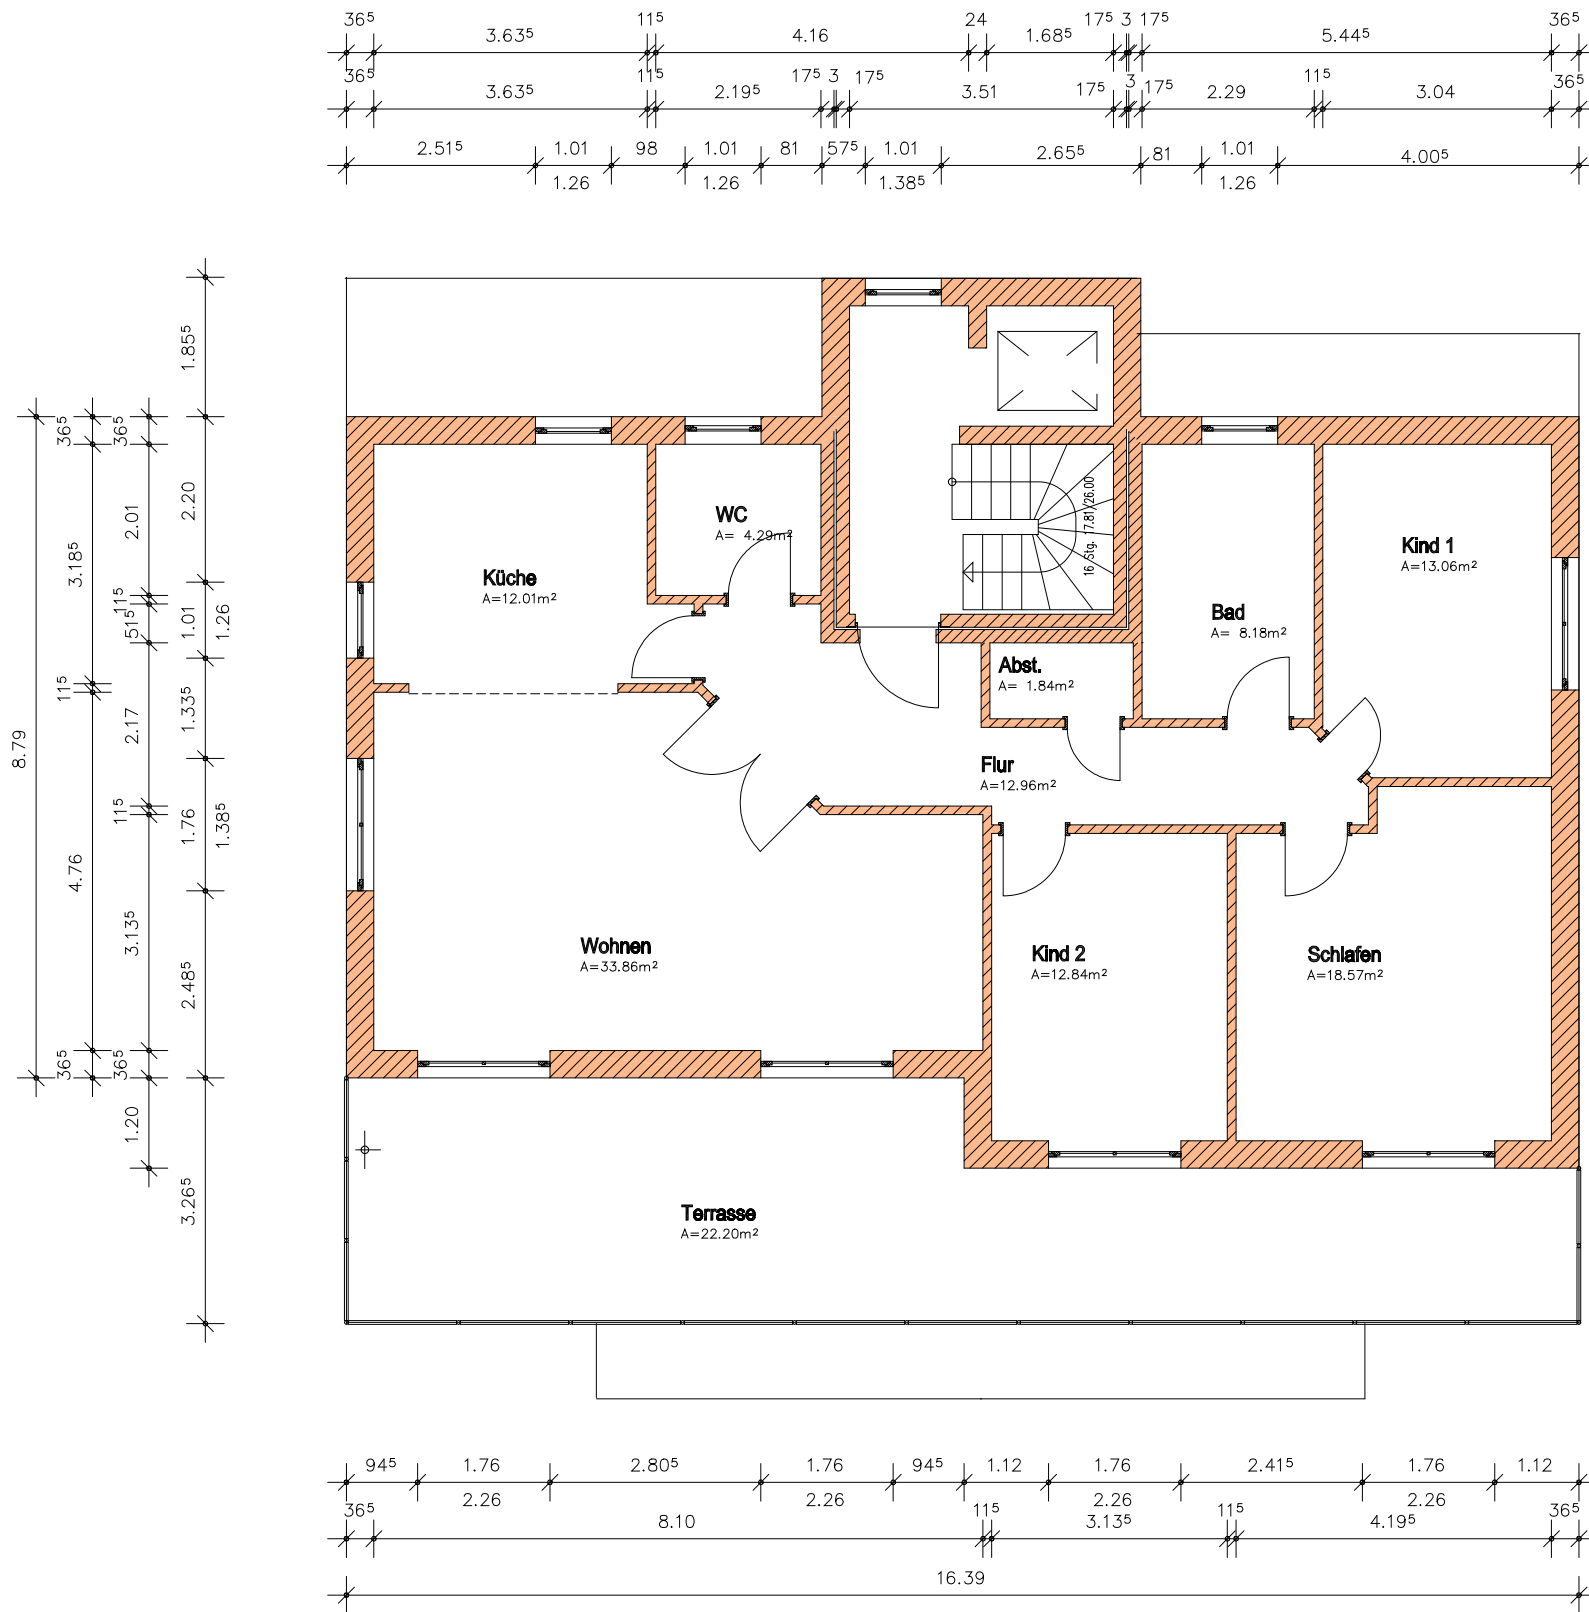 36⁵ 3.63⁵ 11⁵ 4.16 24 1.68⁵ 17⁵ 3 17⁵ 5.44⁵ 36⁵
36⁵ 3.63⁵ 11⁵ 2.19⁵ 17⁵ 3 17⁵ 3.51 17⁵ 3 17⁵ 2.29 11⁵ 3.04 36⁵
2.51⁵ 1.01 98 1.01 81 57⁵ 1.01 2.65⁵ 81 1.01 4.00⁵
1.26 1.26 1.38⁵ 1.26
8.79
36⁵ 3.18⁵ 11⁵ 4.76 36⁵
36⁵ 2.01 11⁵ 51⁵ 2.17 11⁵ 3.13⁵ 36⁵ 1.20
1.85⁵ 2.20 1.01 1.33⁵ 1.76 2.48⁵ 3.26⁵
1.26 1.38⁵
WC
A= 4.29m²
Küche
A=12.01m²
16 Stg. 17.81/26.00
Kind 1
A=13.06m²
Bad
A= 8.18m²
Abst.
A= 1.84m²
Flur
A=12.96m²
Wohnen
A=33.86m²
Kind 2
A=12.84m²
Schlafen
A=18.57m²
Terrasse
A=22.20m²
94⁵ 1.76 2.80⁵ 1.76 94⁵ 1.12 1.76 2.41⁵ 1.76 1.12
2.26 2.26 2.26 2.26
36⁵ 8.10 11⁵ 3.13⁵ 11⁵ 4.19⁵ 36⁵
16.39